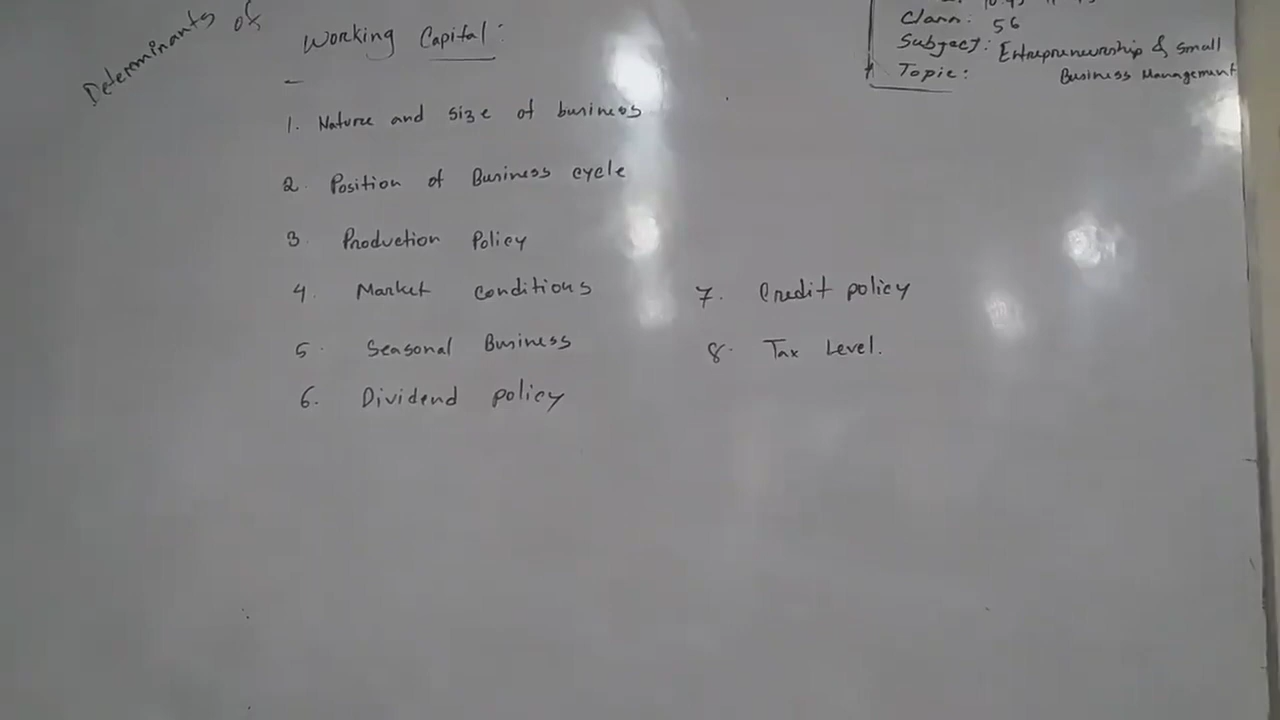 Determinants of
Working Capital:
1. Nature and size of business
2. Position of Business cycle
3. Production Policy
4. Market conditions
5. Seasonal Business
6. Dividend policy
7. Credit policy
8. Tax Level.
Class: 56
Subject: Entrepreneurship & Small
Business Management
Topic: